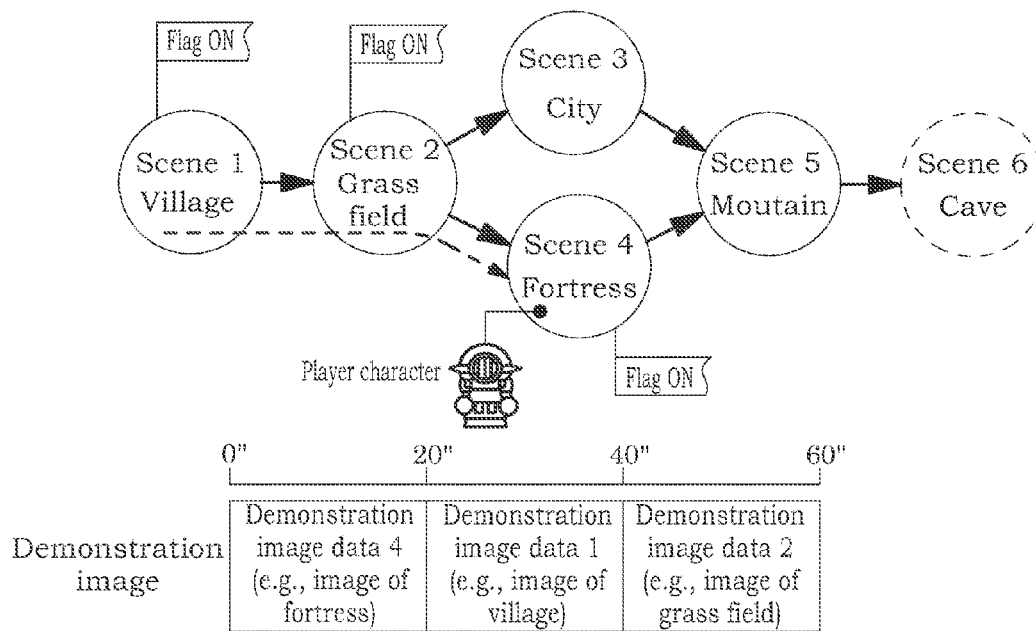 Flag ON
Flag ON
Scene 1
Village
Scene 2
Grass
field
Scene 3
City
Scene 4
Fortress
Scene 5
Moutain
Scene 6
Cave
Player character
Flag ON
0"
20"
40"
60"
Demonstration
image
Demonstration
image data 4
(e.g., image of
fortress)
Demonstration
image data 1
(e.g., image of
village)
Demonstration
image data 2
(e.g., image of
grass field)